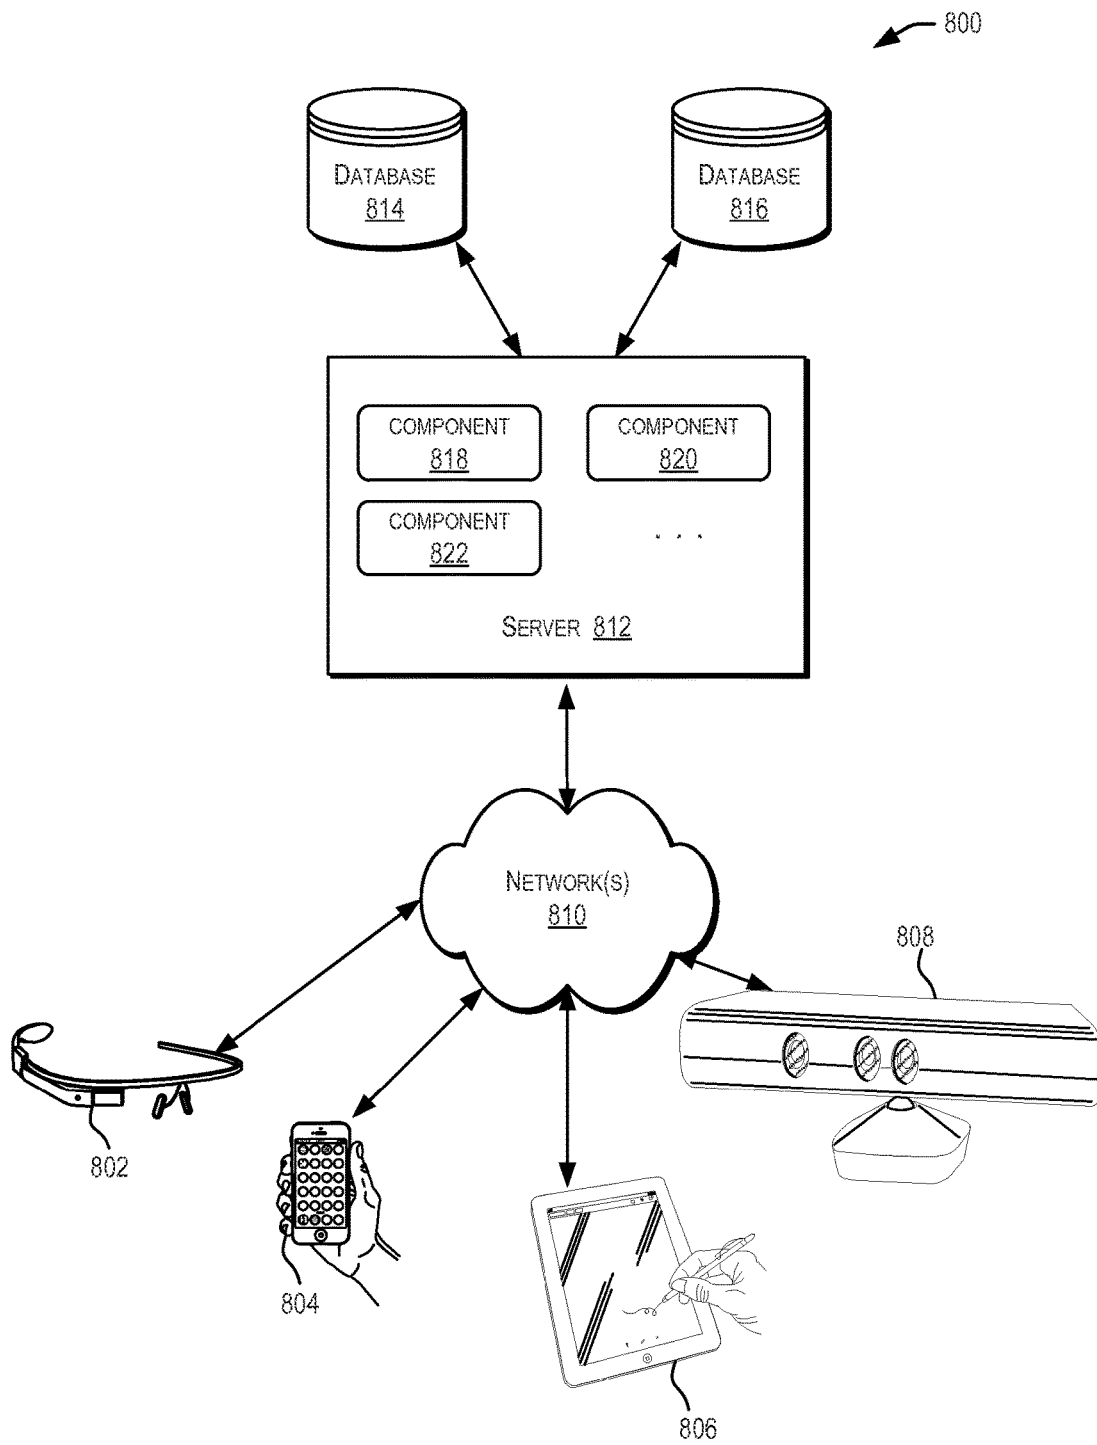 800
DATABASE
814
DATABASE
816
COMPONENT
818
COMPONENT
820
COMPONENT
822
. . .
SERVER 812
NETWORK(S)
810
808
802
804
806